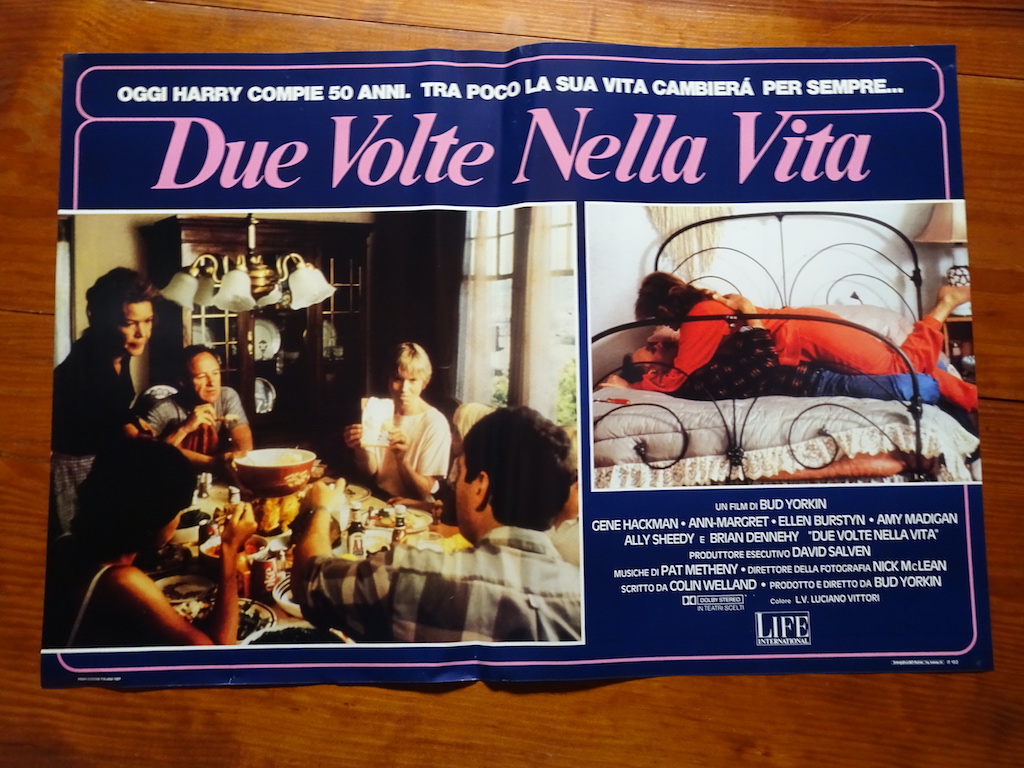 OGGI HARRY COMPIE 50 ANNI. TRA POCO LA SUA VITA CAMBIERÁ PER SEMPRE...
Due Volte Nella Vita
UN FILM DI BUD YORKIN
GENE HACKMAN • ANN-MARGRET • ELLEN BURSTYN • AMY MADIGAN
ALLY SHEEDY E BRIAN DENNEHY "DUE VOLTE NELLA VITA"
PRODUTTORE ESECUTIVO DAVID SALVEN
MUSICHE DI PAT METHENY • DIRETTORE DELLA FOTOGRAFIA NICK McLEAN
SCRITTO DA COLIN WELLAND • PRODOTTO E DIRETTO DA BUD YORKIN
DOLBY STEREO
IN TEATRI SCELTI
Colore L.V. LUCIANO VITTORI
LIFE
INTERNATIONAL